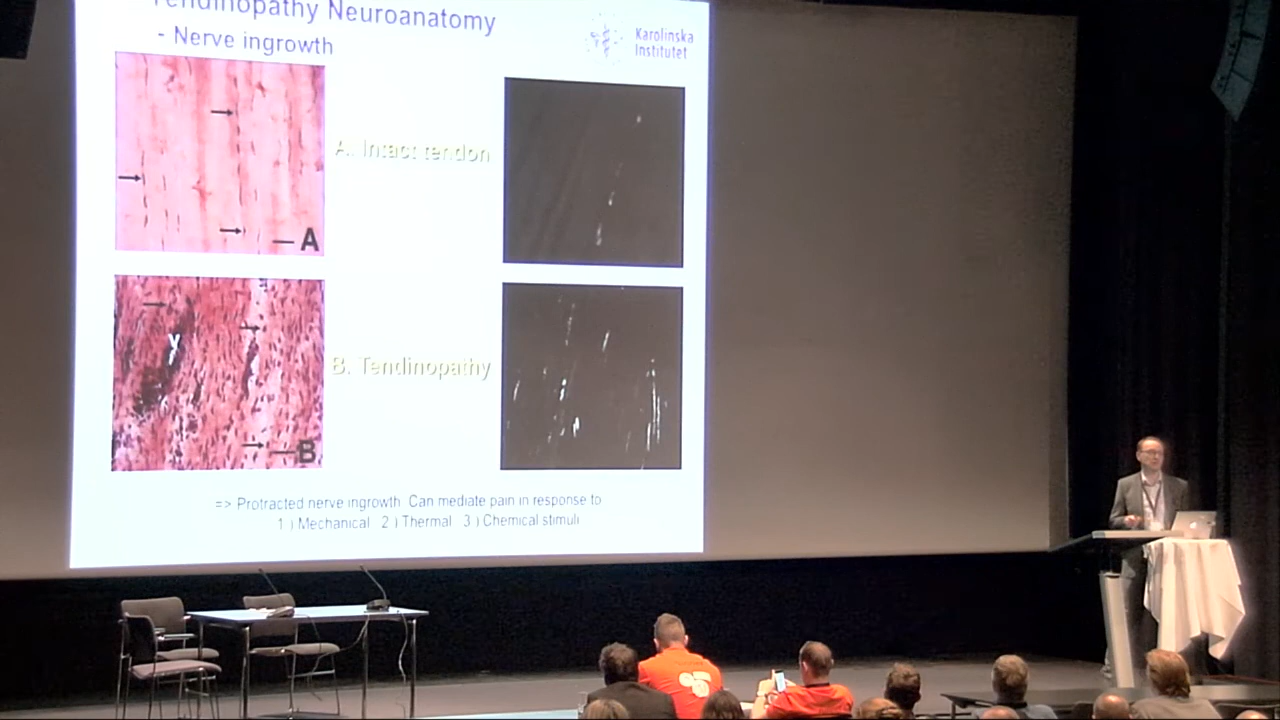 Tendinopathy Neuroanatomy
- Nerve ingrowth
Karolinska
Institutet
A. Intact tendon
A
B. Tendinopathy
B
=> Protracted nerve ingrowth Can mediate pain in response to
1 ) Mechanical 2 ) Thermal 3 ) Chemical stimuli